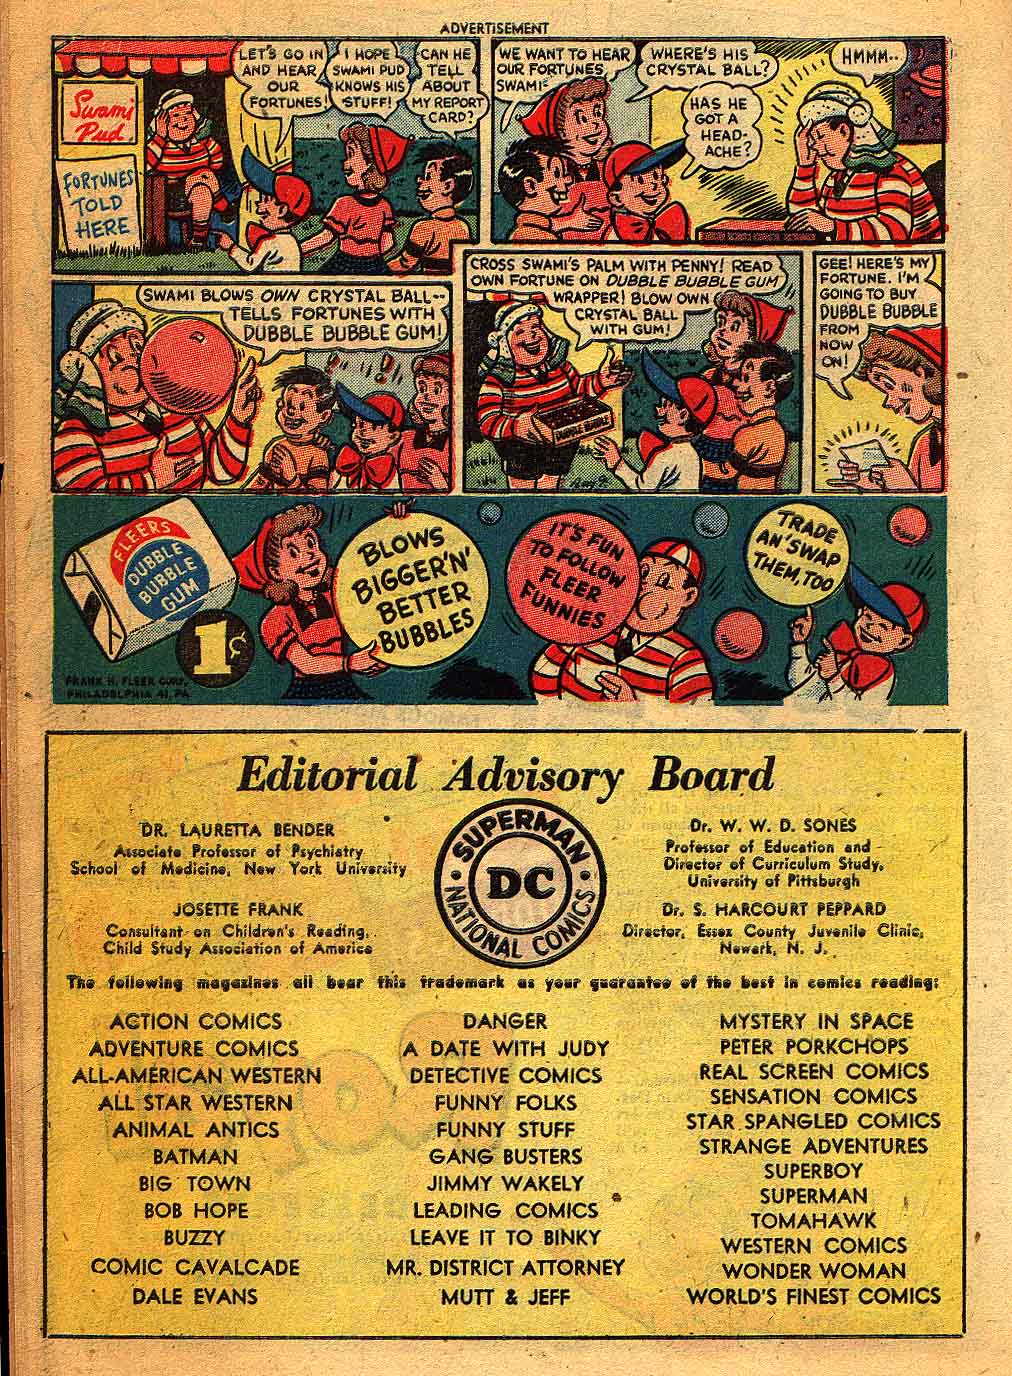 ADVERTISEMENT
Swami
Pud
FORTUNES
TOLD
HERE
LET'S GO IN
AND HEAR
OUR
FORTUNES!
I HOPE
SWAMI PUD
KNOWS HIS
STUFF!
CAN HE
TELL
ABOUT
MY REPORT
CARD?
WE WANT TO HEAR
OUR FORTUNES,
SWAMI-
WHERE'S HIS
CRYSTAL BALL?
HAS HE
GOT A
HEAD-
ACHE?
HMMM--
SWAMI BLOWS OWN CRYSTAL BALL--
TELLS FORTUNES WITH
DUBBLE BUBBLE GUM!
CROSS SWAMI'S PALM WITH PENNY! READ
OWN FORTUNE ON DUBBLE BUBBLE GUM
WRAPPER! BLOW OWN
CRYSTAL BALL
WITH GUM!
DUBBLE BUBBLE
GEE! HERE'S MY
FORTUNE. I'M
GOING TO BUY
DUBBLE BUBBLE
FROM
NOW
ON!
FLEERS
DUBBLE
BUBBLE
GUM
1¢
FRANK H. FLEER CORP.
PHILADELPHIA 41, PA.
BLOWS
BIGGER 'N'
BETTER
BUBBLES
IT'S FUN
TO FOLLOW
FLEER
FUNNIES
TRADE
AN' SWAP
THEM, TOO
Editorial Advisory Board
DR. LAURETTA BENDER
Associate Professor of Psychiatry
School of Medicine, New York University
JOSETTE FRANK
Consultant on Children's Reading,
Child Study Association of America
SUPERMAN
DC
NATIONAL COMICS
Dr. W. W. D. SONES
Professor of Education and
Director of Curriculum Study,
University of Pittsburgh
Dr. S. HARCOURT PEPPARD
Director, Essex County Juvenile Clinic,
Newark, N. J.
The following magazines all bear this trademark as your guarantee of the best in comics reading:
ACTION COMICS
ADVENTURE COMICS
ALL-AMERICAN WESTERN
ALL STAR WESTERN
ANIMAL ANTICS
BATMAN
BIG TOWN
BOB HOPE
BUZZY
COMIC CAVALCADE
DALE EVANS
DANGER
A DATE WITH JUDY
DETECTIVE COMICS
FUNNY FOLKS
FUNNY STUFF
GANG BUSTERS
JIMMY WAKELY
LEADING COMICS
LEAVE IT TO BINKY
MR. DISTRICT ATTORNEY
MUTT & JEFF
MYSTERY IN SPACE
PETER PORKCHOPS
REAL SCREEN COMICS
SENSATION COMICS
STAR SPANGLED COMICS
STRANGE ADVENTURES
SUPERBOY
SUPERMAN
TOMAHAWK
WESTERN COMICS
WONDER WOMAN
WORLD'S FINEST COMICS